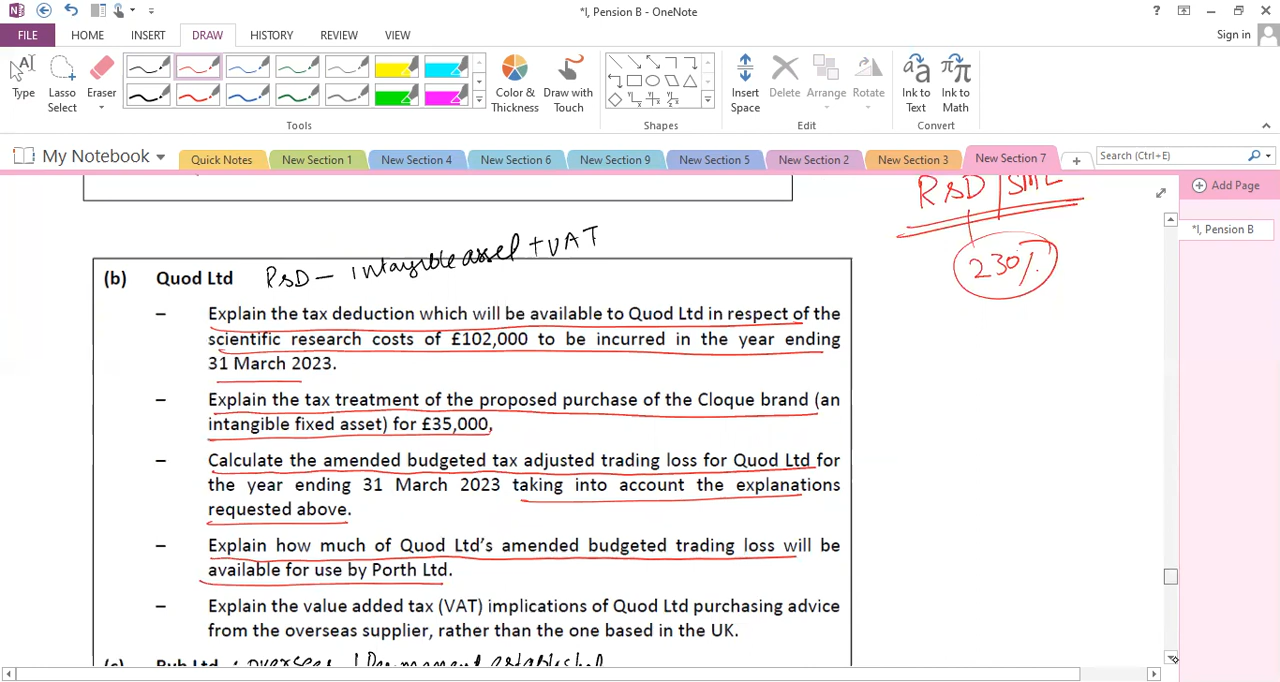 *I, Pension B - OneNote
?
Sign in
FILE HOME INSERT DRAW HISTORY REVIEW VIEW
Type
Lasso Select
Eraser
Color & Thickness
Draw with Touch
Insert Space
Delete
Arrange
Rotate
Ink to Text
Ink to Math
Tools
Shapes
Edit
Convert
My Notebook
Quick Notes New Section 1 New Section 4 New Section 6 New Section 9 New Section 5 New Section 2 New Section 3 New Section 7
Search (Ctrl+E)
Add Page
*I, Pension B
R&D | SME
230%
(b) Quod Ltd R&D – Intangible asset + VAT
– Explain the tax deduction which will be available to Quod Ltd in respect of the
scientific research costs of £102,000 to be incurred in the year ending
31 March 2023.
– Explain the tax treatment of the proposed purchase of the Cloque brand (an
intangible fixed asset) for £35,000,
– Calculate the amended budgeted tax adjusted trading loss for Quod Ltd for
the year ending 31 March 2023 taking into account the explanations
requested above.
– Explain how much of Quod Ltd's amended budgeted trading loss will be
available for use by Porth Ltd.
– Explain the value added tax (VAT) implications of Quod Ltd purchasing advice
from the overseas supplier, rather than the one based in the UK.
(c) Ltd : overseas / Permanent established